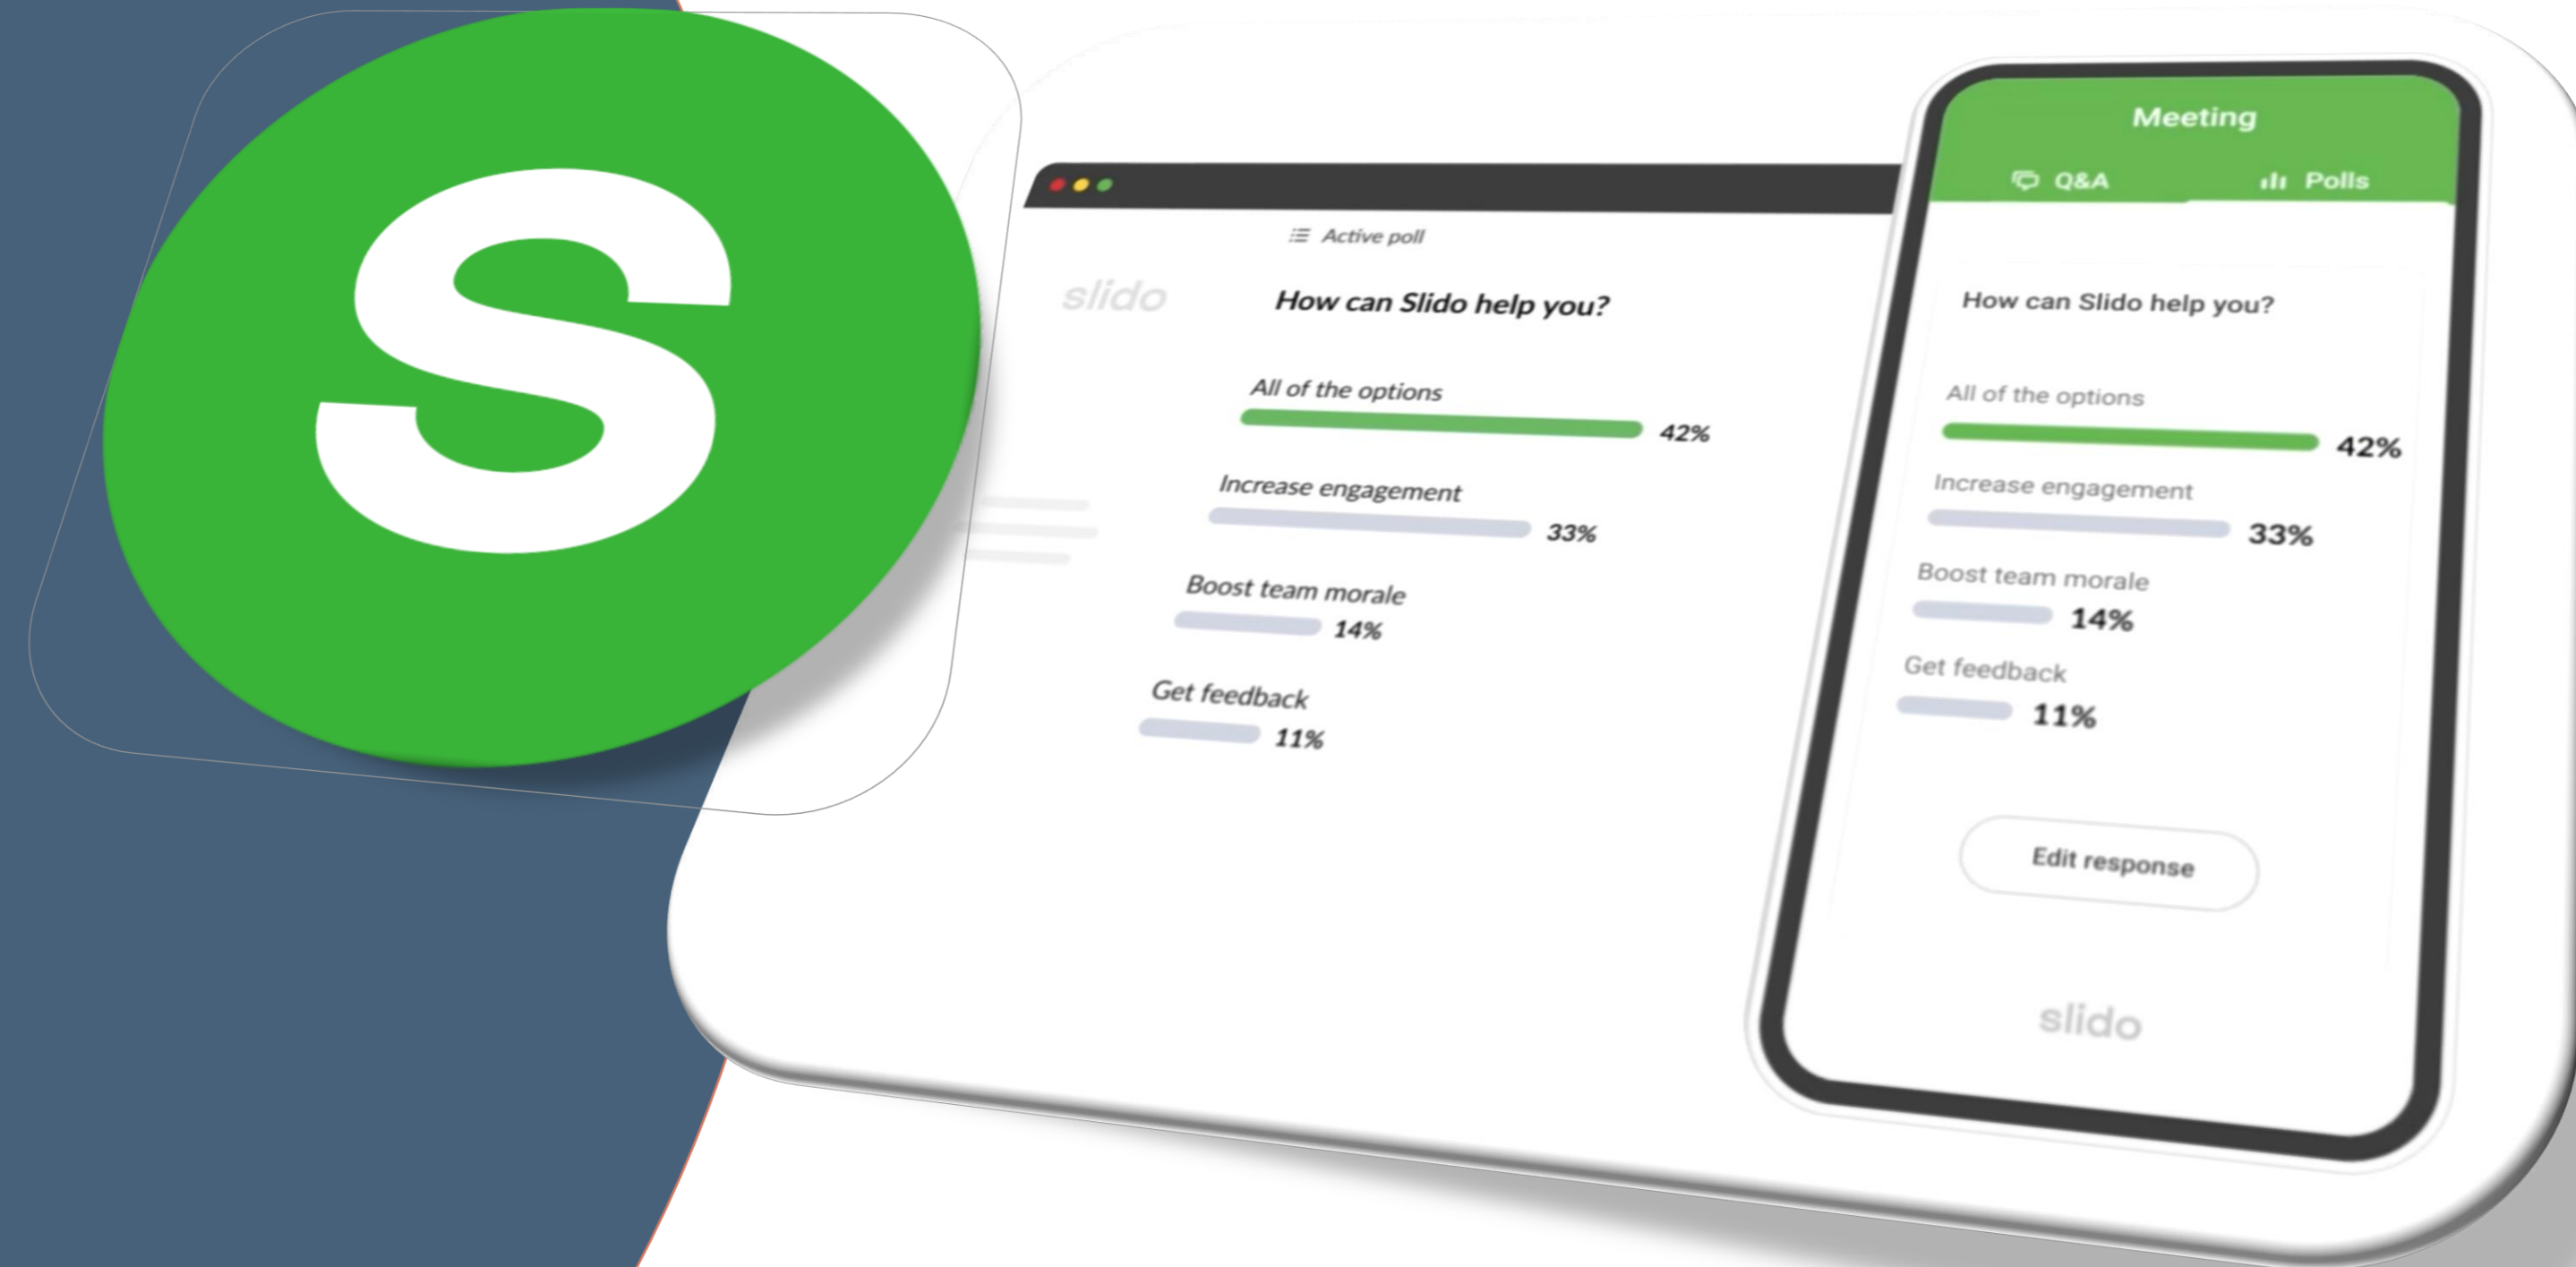 S
Active poll
slido
How can Slido help you?
All of the options
42%
Increase engagement
33%
Boost team morale
14%
Get feedback
11%
Meeting
Q&A
Polls
How can Slido help you?
All of the options
42%
Increase engagement
33%
Boost team morale
14%
Get feedback
11%
Edit response
slido